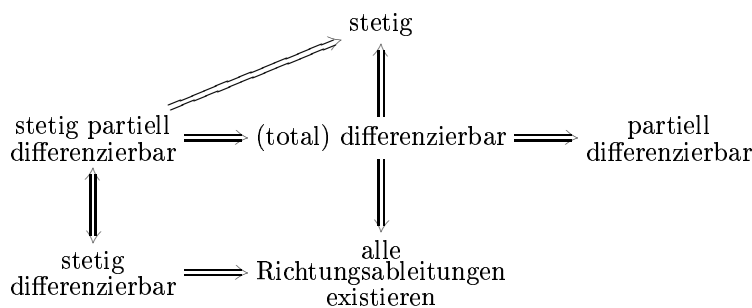 stetig
stetig partiell
differenzierbar
(total) differenzierbar
partiell
differenzierbar
stetig
differenzierbar
alle
Richtungsableitungen
existieren